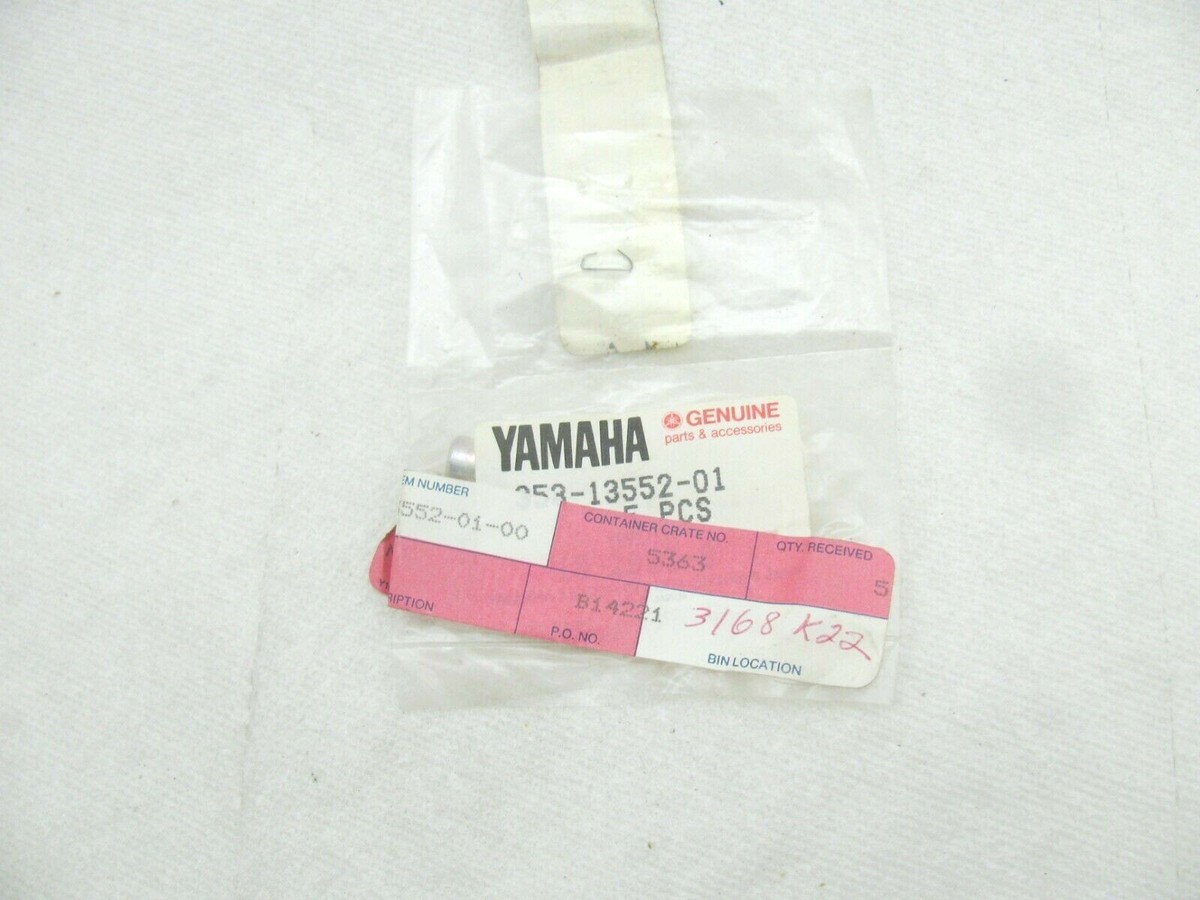 YAMAHA
GENUINE
parts & accessories
353-13552-01
5 PCS
EM NUMBER
552-01-00
CONTAINER CRATE NO.
5363
QTY. RECEIVED
5
IPTION
B14221
P.O. NO.
3168 K22
BIN LOCATION